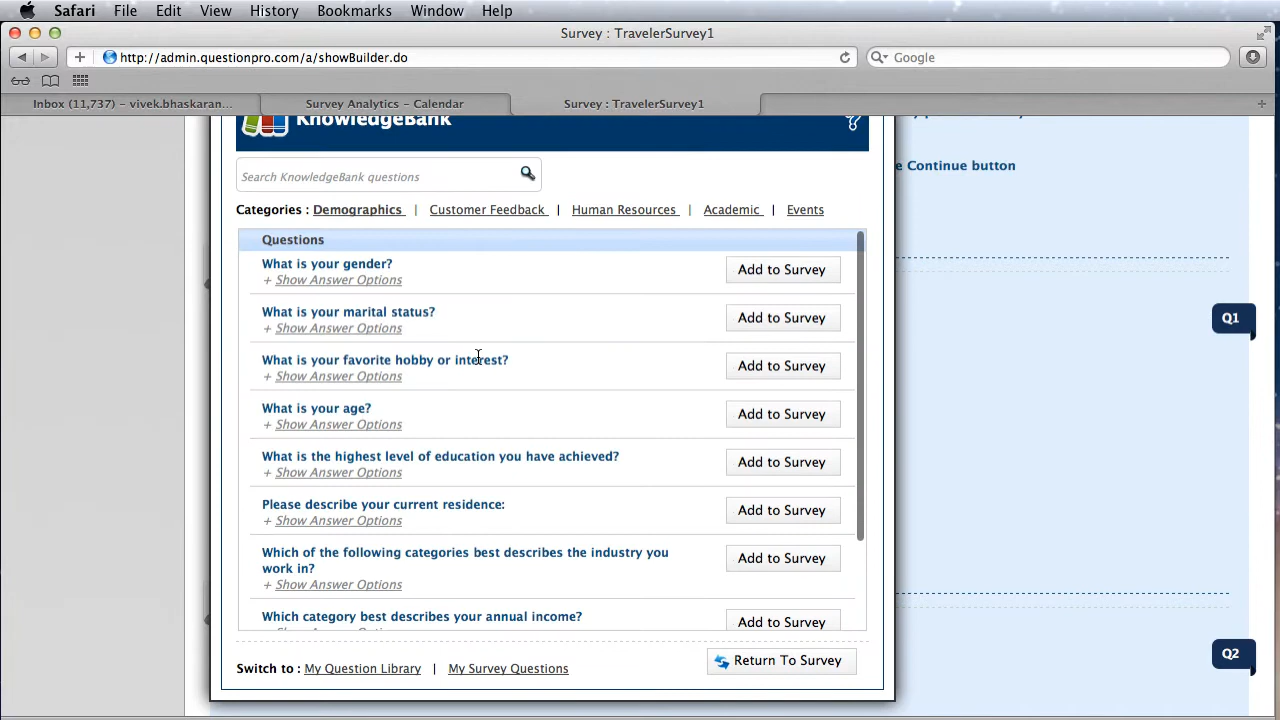 Safari File Edit View History Bookmarks Window Help
Survey : TravelerSurvey1
http://admin.questionpro.com/a/showBuilder.do
Google
Inbox (11,737) – vivek.bhaskaran...
Survey Analytics – Calendar
Survey : TravelerSurvey1
KnowledgeBank
?
e Continue button
Search KnowledgeBank questions
Categories : Demographics | Customer Feedback | Human Resources | Academic | Events
Questions
What is your gender?
+ Show Answer Options
Add to Survey
What is your marital status?
+ Show Answer Options
Add to Survey
Q1
What is your favorite hobby or interest?
+ Show Answer Options
Add to Survey
What is your age?
+ Show Answer Options
Add to Survey
What is the highest level of education you have achieved?
+ Show Answer Options
Add to Survey
Please describe your current residence:
+ Show Answer Options
Add to Survey
Which of the following categories best describes the industry you
work in?
+ Show Answer Options
Add to Survey
Which category best describes your annual income?
Add to Survey
Q2
Switch to : My Question Library | My Survey Questions
Return To Survey